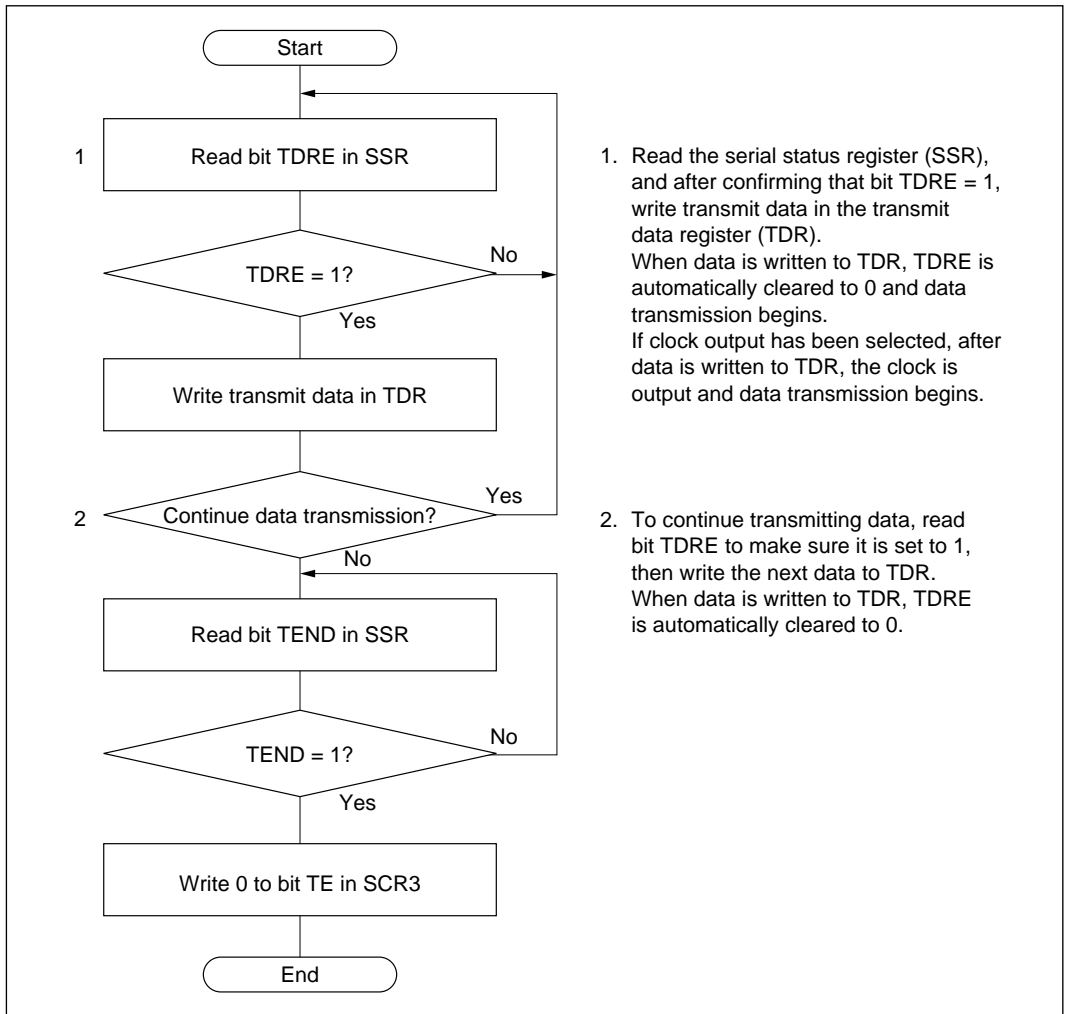 Start
1
Read bit TDRE in SSR
TDRE = 1?
No
Yes
Write transmit data in TDR
2
Continue data transmission?
Yes
No
Read bit TEND in SSR
TEND = 1?
No
Yes
Write 0 to bit TE in SCR3
End
1. Read the serial status register (SSR),
and after confirming that bit TDRE = 1,
write transmit data in the transmit
data register (TDR).
When data is written to TDR, TDRE is
automatically cleared to 0 and data
transmission begins.
If clock output has been selected, after
data is written to TDR, the clock is
output and data transmission begins.
2. To continue transmitting data, read
bit TDRE to make sure it is set to 1,
then write the next data to TDR.
When data is written to TDR, TDRE
is automatically cleared to 0.